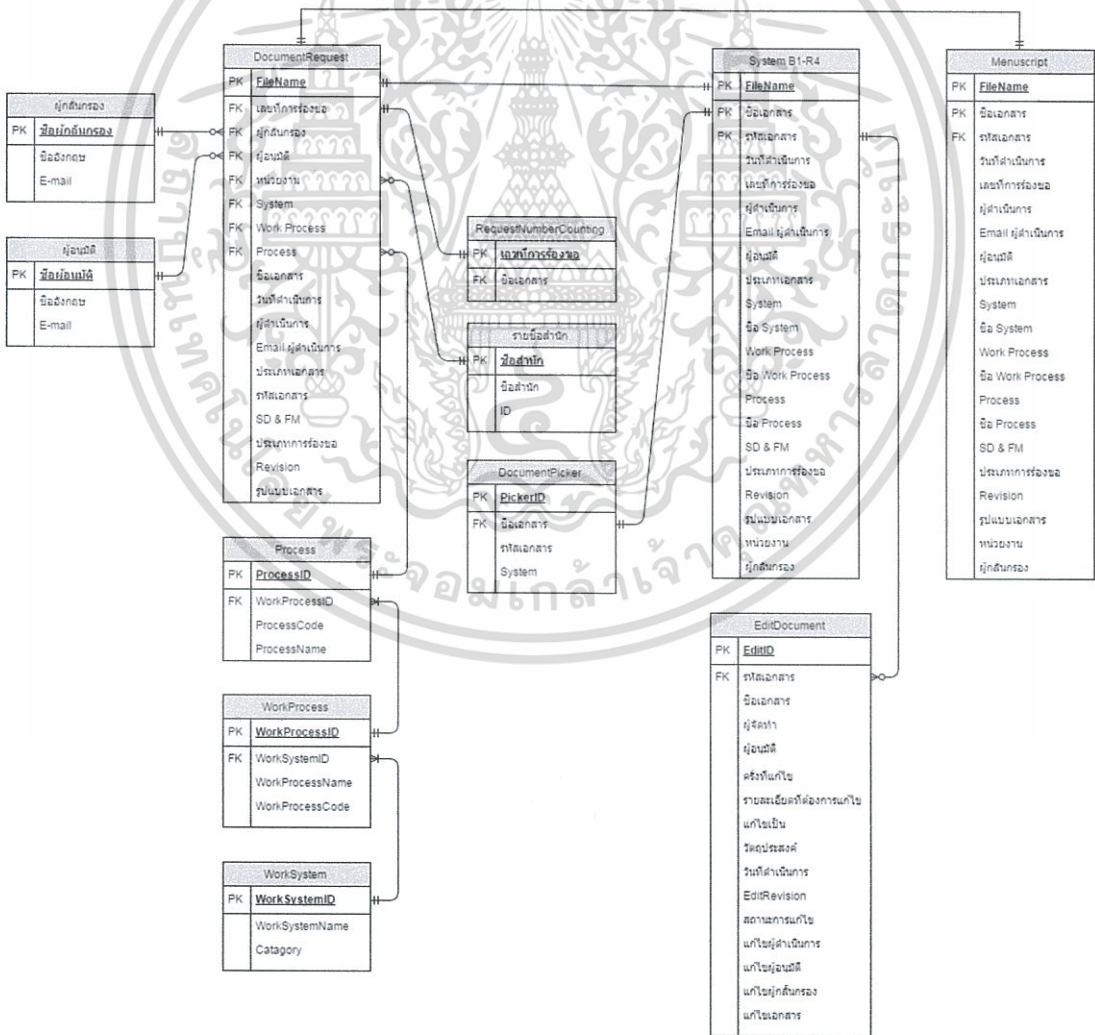 DocumentRequest
PK FileName
FK เลขที่การร้องขอ
FK ผู้กลั่นกรอง
FK ผู้อนุมัติ
FK หน่วยงาน
FK System
FK Work Process
FK Process
ชื่อเอกสาร
วันที่ดำเนินการ
ผู้ดำเนินการ
Email ผู้ดำเนินการ
ประเภทเอกสาร
รหัสเอกสาร
SD & FM
ประเภทการร้องขอ
Revision
รูปแบบเอกสาร
ผู้กลั่นกรอง
PK ชื่อผู้กลั่นกรอง
ชื่ออังกฤษ
E-mail
ผู้อนุมัติ
PK ชื่อผู้อนุมัติ
ชื่ออังกฤษ
E-mail
RequestNumberCounting
PK เลขที่การร้องขอ
FK ชื่อเอกสาร
รายชื่อสำนัก
PK ชื่อสำนัก
ชื่อสำนัก
ID
DocumentPicker
PK PickerID
FK ชื่อเอกสาร
รหัสเอกสาร
System
System B1-R4
PK FileName
PK ชื่อเอกสาร
PK รหัสเอกสาร
วันที่ดำเนินการ
เลขที่การร้องขอ
ผู้ดำเนินการ
Email ผู้ดำเนินการ
ผู้อนุมัติ
ประเภทเอกสาร
System
ชื่อ System
Work Process
ชื่อ Work Process
Process
ชื่อ Process
SD & FM
ประเภทการร้องขอ
Revision
รูปแบบเอกสาร
หน่วยงาน
ผู้กลั่นกรอง
Menuscript
PK FileName
PK ชื่อเอกสาร
FK รหัสเอกสาร
วันที่ดำเนินการ
เลขที่การร้องขอ
ผู้ดำเนินการ
Email ผู้ดำเนินการ
ผู้อนุมัติ
ประเภทเอกสาร
System
ชื่อ System
Work Process
ชื่อ Work Process
Process
ชื่อ Process
SD & FM
ประเภทการร้องขอ
Revision
รูปแบบเอกสาร
หน่วยงาน
ผู้กลั่นกรอง
Process
PK ProcessID
FK WorkProcessID
ProcessCode
ProcessName
WorkProcess
PK WorkProcessID
FK WorkSystemID
WorkProcessName
WorkProcessCode
WorkSystem
PK WorkSystemID
WorkSystemName
Catagory
EditDocument
PK EditID
FK รหัสเอกสาร
ชื่อเอกสาร
ผู้จัดทำ
ผู้อนุมัติ
ครั้งที่แก้ไข
รายละเอียดที่ต้องการแก้ไข
แก้ไขเป็น
วัตถุประสงค์
วันที่ดำเนินการ
EditRevision
สถานะการแก้ไข
แก้ไขผู้ดำเนินการ
แก้ไขผู้อนุมัติ
แก้ไขผู้กลั่นกรอง
แก้ไขเอกสาร